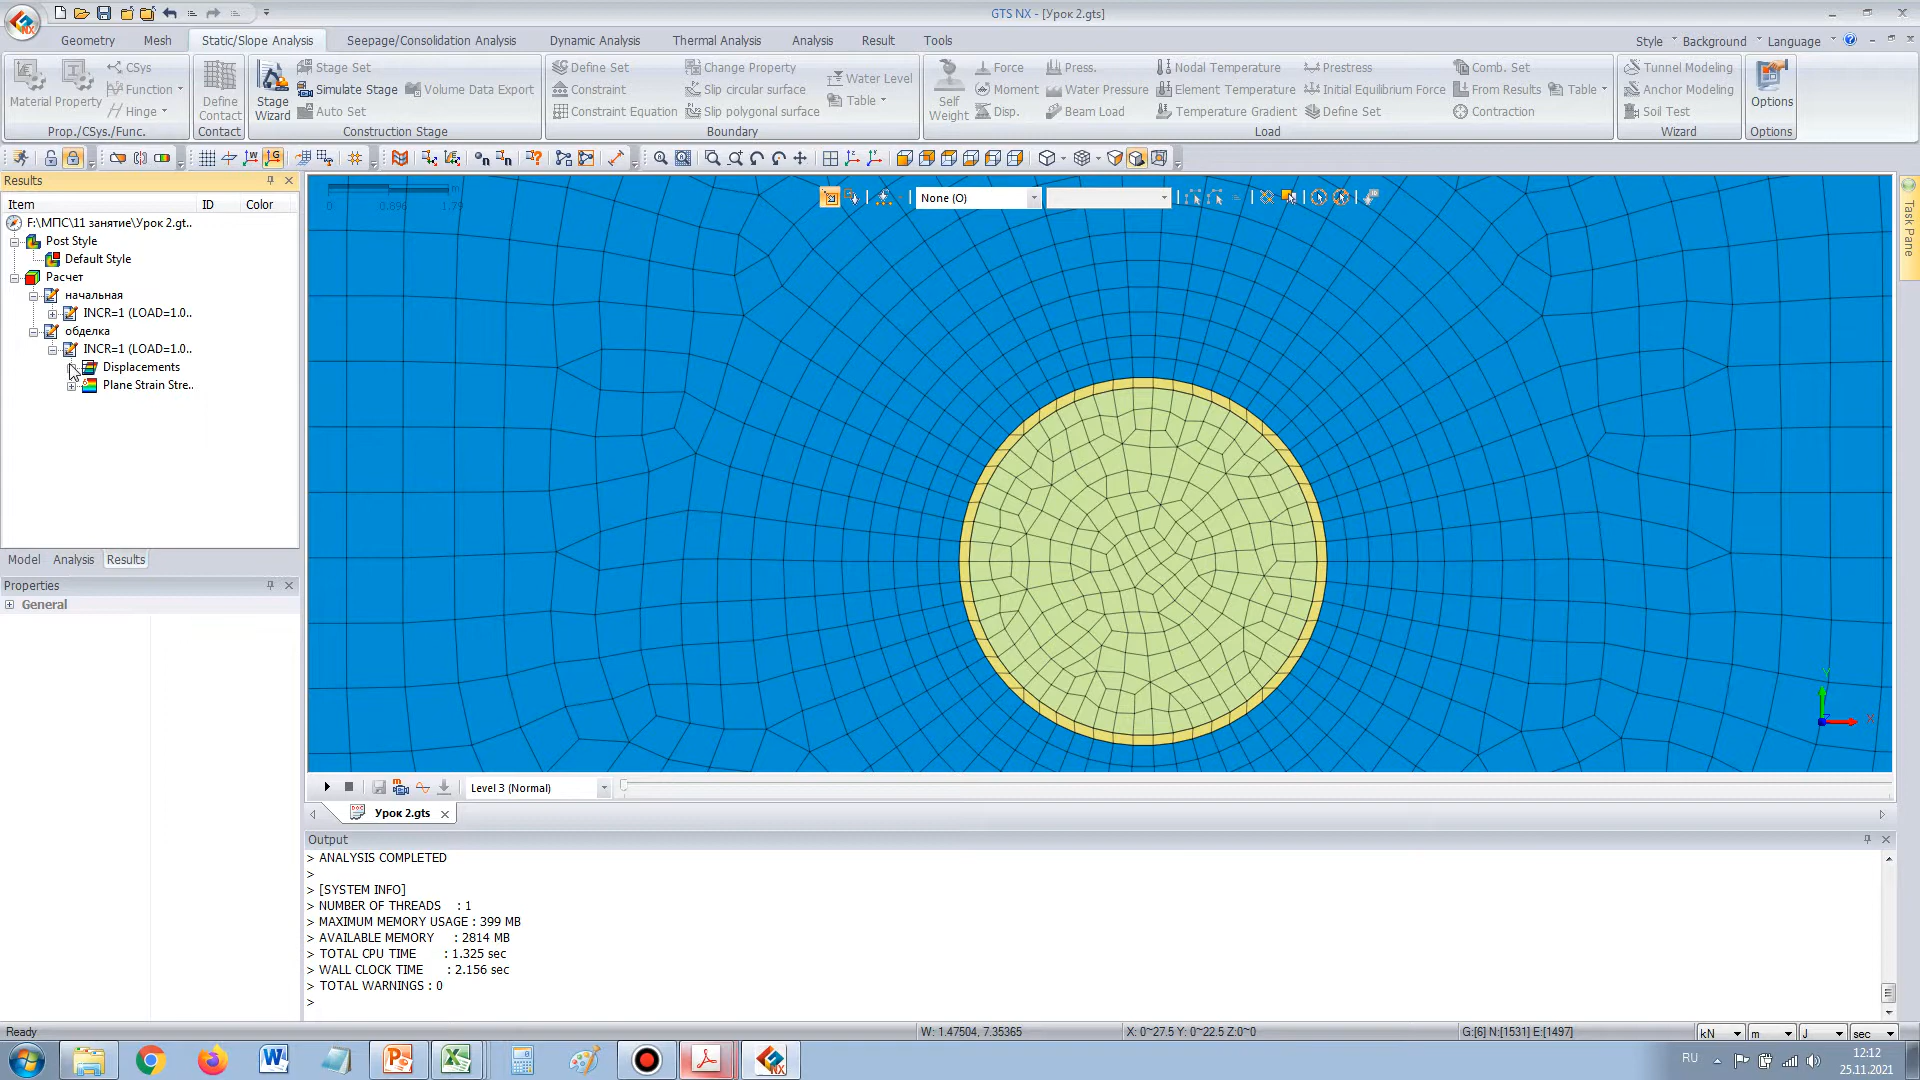 GTS NX - [Урок 2.gts]
Geometry Mesh Static/Slope Analysis Seepage/Consolidation Analysis Dynamic Analysis Thermal Analysis Analysis Result Tools
Style Background Language
Material Property
CSys
Function
Hinge
Prop./CSys./Func.
Define Contact
Contact
Stage Wizard
Stage Set
Simulate Stage
Auto Set
Volume Data Export
Construction Stage
Define Set
Constraint
Constraint Equation
Change Property
Slip circular surface
Slip polygonal surface
Water Level
Table
Boundary
Self Weight
Force
Moment
Disp.
Press.
Water Pressure
Beam Load
Nodal Temperature
Element Temperature
Temperature Gradient
Prestress
Initial Equilibrium Force
Define Set
Comb. Set
From Results
Contraction
Table
Load
Tunnel Modeling
Anchor Modeling
Soil Test
Wizard
Options
Options
Results
Item ID Color
F:\МПС\11 занятие\Урок 2.gt..
Post Style
Default Style
Расчет
начальная
INCR=1 (LOAD=1.0..
обделка
INCR=1 (LOAD=1.0..
Displacements
Plane Strain Stre..
Model Analysis Results
Properties
General
0 0.896 1.79
m
None (O)
Task Pane
Y
X
Level 3 (Normal)
Урок 2.gts
Output
> ANALYSIS COMPLETED
>
> [SYSTEM INFO]
> NUMBER OF THREADS : 1
> MAXIMUM MEMORY USAGE : 399 MB
> AVAILABLE MEMORY : 2814 MB
> TOTAL CPU TIME : 1.325 sec
> WALL CLOCK TIME : 2.156 sec
> TOTAL WARNINGS : 0
>
Ready
W: 1.47504, 7.35365
X: 0~27.5 Y: 0~22.5 Z:0~0
G:[6] N:[1531] E:[1497]
kN m J sec
RU
12:12
25.11.2021